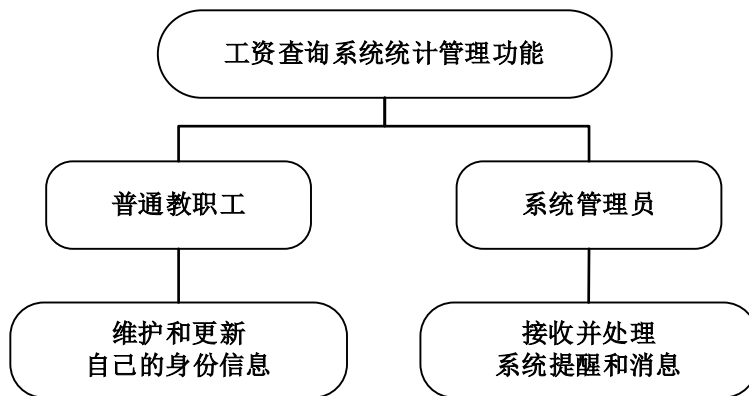 工资查询系统统计管理功能
普通教职工
系统管理员
维护和更新
自己的身份信息
接收并处理
系统提醒和消息